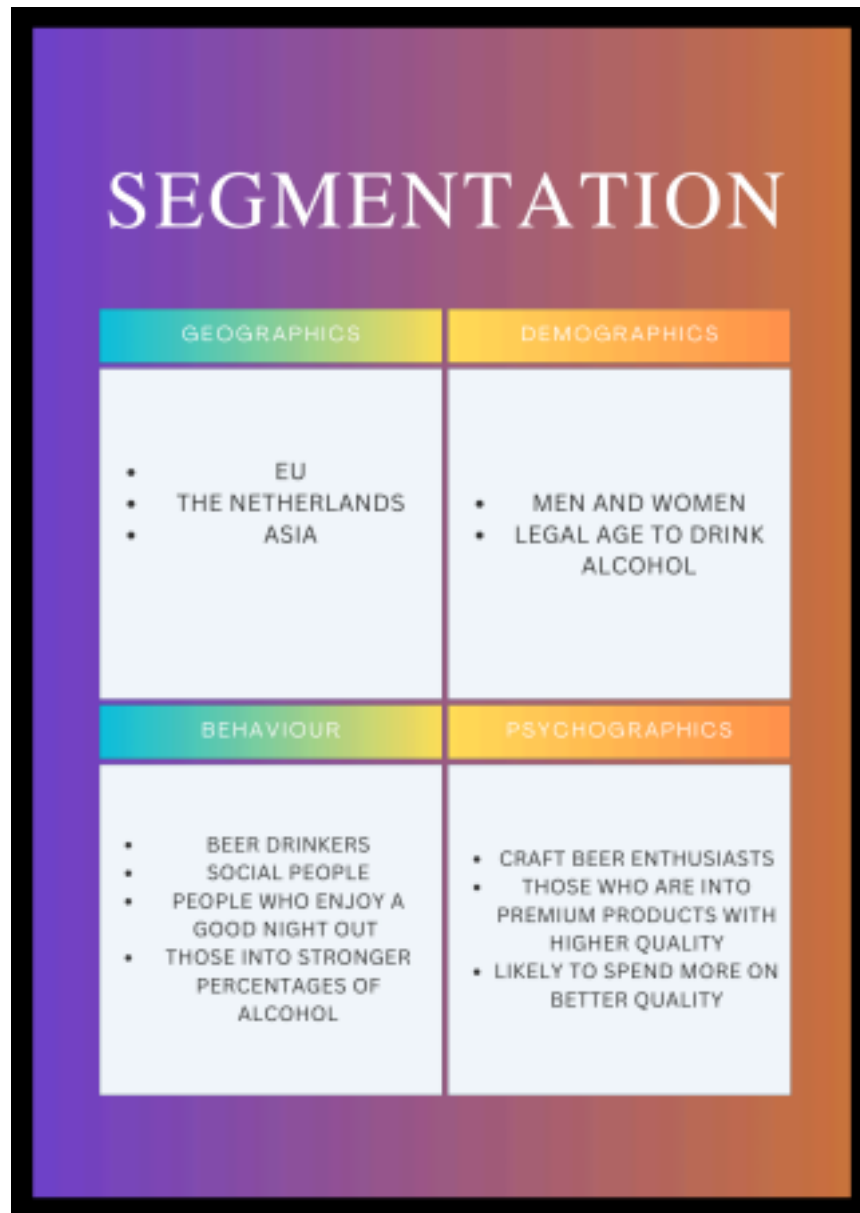 SEGMENTATION
GEOGRAPHICS
• EU
• THE NETHERLANDS
• ASIA
DEMOGRAPHICS
• MEN AND WOMEN
• LEGAL AGE TO DRINK
ALCOHOL
BEHAVIOUR
• BEER DRINKERS
• SOCIAL PEOPLE
• PEOPLE WHO ENJOY A
GOOD NIGHT OUT
• THOSE INTO STRONGER
PERCENTAGES OF
ALCOHOL
PSYCHOGRAPHICS
• CRAFT BEER ENTHUSIASTS
• THOSE WHO ARE INTO
PREMIUM PRODUCTS WITH
HIGHER QUALITY
• LIKELY TO SPEND MORE ON
BETTER QUALITY